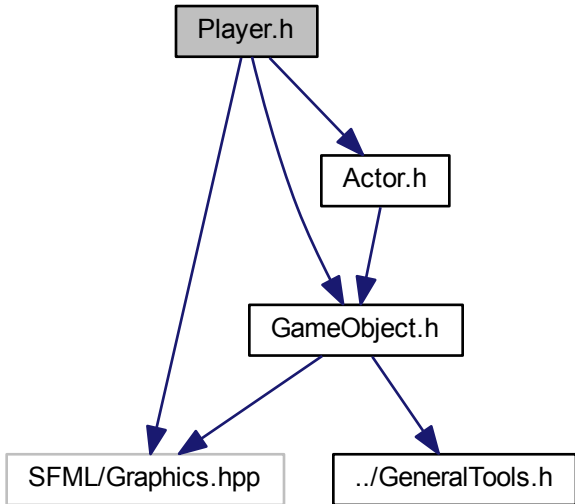 Player.h
Actor.h
GameObject.h
SFML/Graphics.hpp
../GeneralTools.h